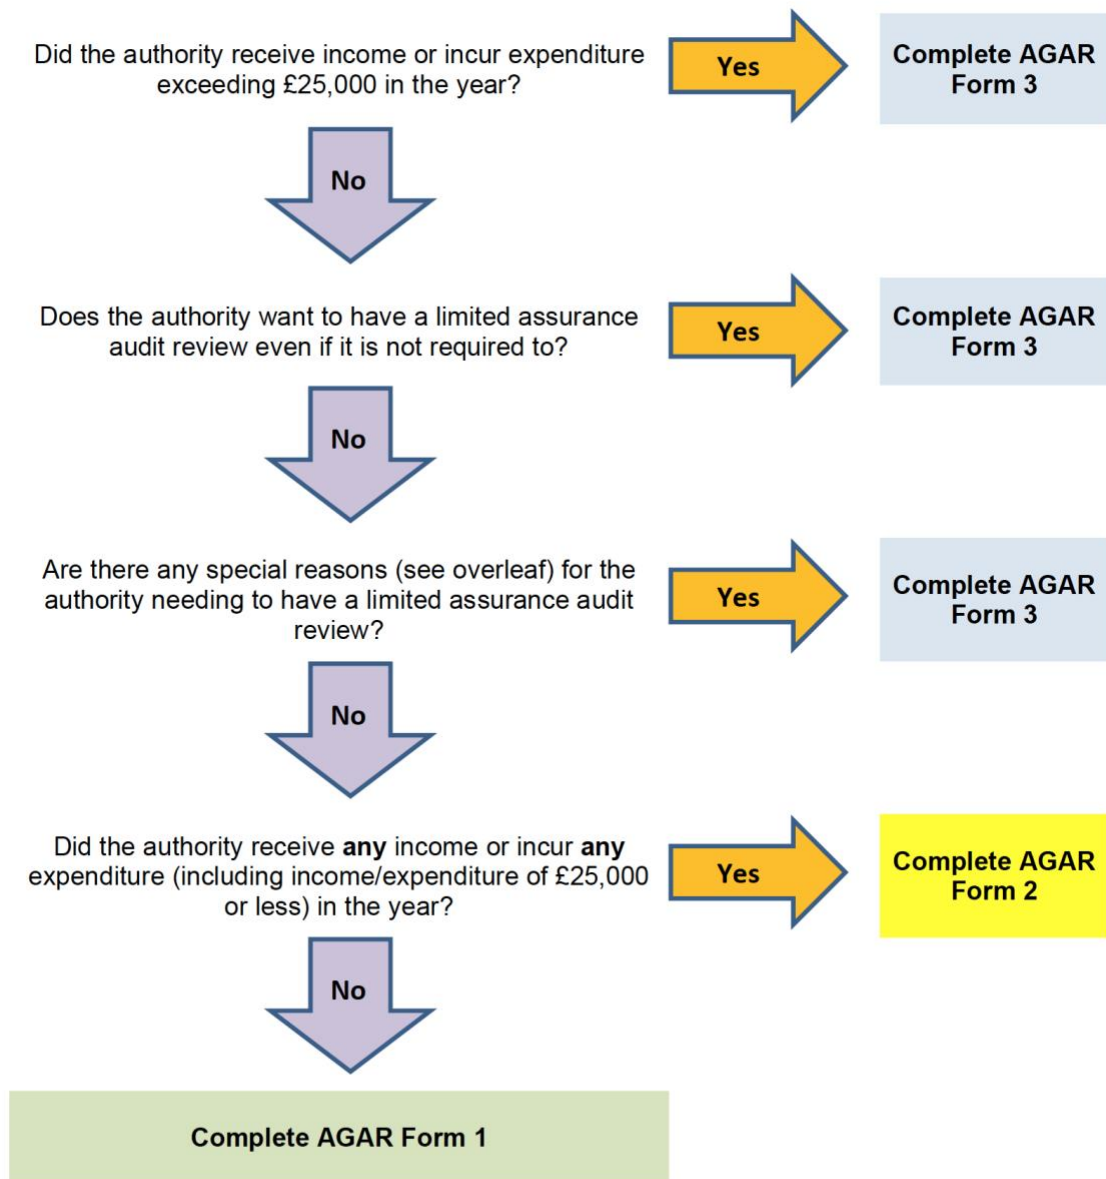 Did the authority receive income or incur expenditure
exceeding £25,000 in the year?
Yes
Complete AGAR
Form 3
No
Does the authority want to have a limited assurance
audit review even if it is not required to?
Yes
Complete AGAR
Form 3
No
Are there any special reasons (see overleaf) for the
authority needing to have a limited assurance audit
review?
Yes
Complete AGAR
Form 3
No
Did the authority receive any income or incur any
expenditure (including income/expenditure of £25,000
or less) in the year?
Yes
Complete AGAR
Form 2
No
Complete AGAR Form 1